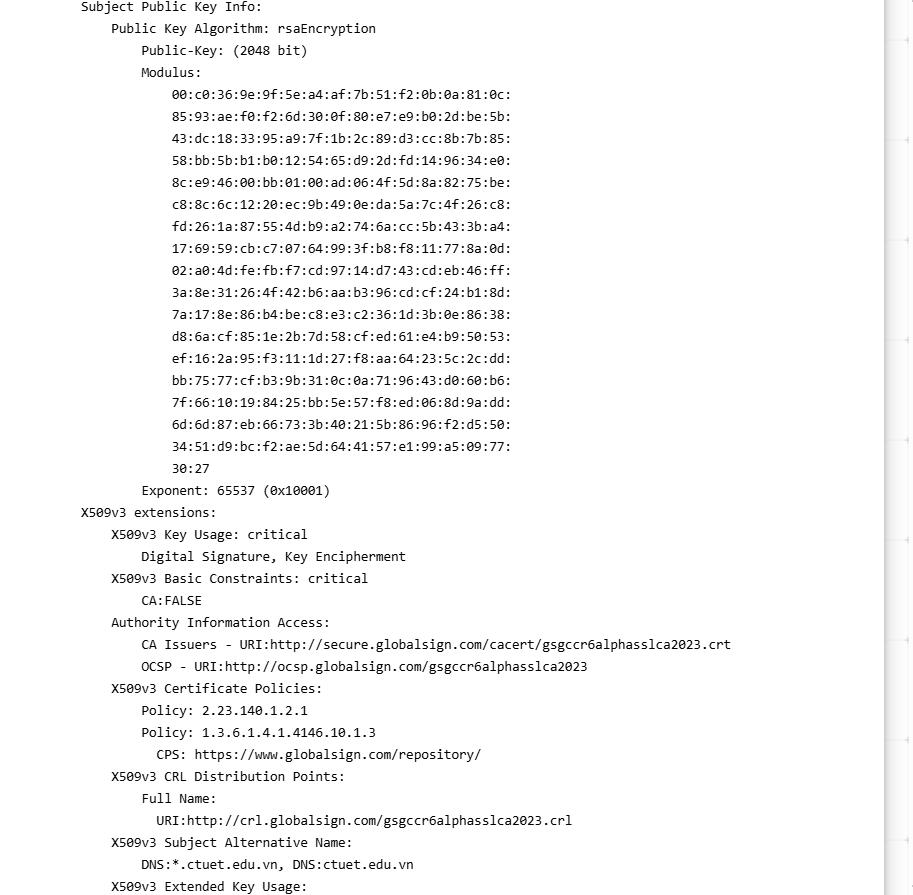 Subject Public Key Info:
Public Key Algorithm: rsaEncryption
Public-Key: (2048 bit)
Modulus:
00:c0:36:9e:9f:5e:a4:af:7b:51:f2:0b:0a:81:0c:
85:93:ae:f0:f2:6d:30:0f:80:e7:e9:b0:2d:be:5b:
43:dc:18:33:95:a9:7f:1b:2c:89:d3:cc:8b:7b:85:
58:bb:5b:b1:b0:12:54:65:d9:2d:fd:14:96:34:e0:
8c:e9:46:00:bb:01:00:ad:06:4f:5d:8a:82:75:be:
c8:8c:6c:12:20:ec:9b:49:0e:da:5a:7c:4f:26:c8:
fd:26:1a:87:55:4d:b9:a2:74:6a:cc:5b:43:3b:a4:
17:69:59:cb:c7:07:64:99:3f:b8:f8:11:77:8a:0d:
02:a0:4d:fe:fb:f7:cd:97:14:d7:43:cd:eb:46:ff:
3a:8e:31:26:4f:42:b6:aa:b3:96:cd:cf:24:b1:8d:
7a:17:8e:86:b4:be:c8:e3:c2:36:1d:3b:0e:86:38:
d8:6a:cf:85:1e:2b:7d:58:cf:ed:61:e4:b9:50:53:
ef:16:2a:95:f3:11:1d:27:f8:aa:64:23:5c:2c:dd:
bb:75:77:cf:b3:9b:31:0c:0a:71:96:43:d0:60:b6:
7f:66:10:19:84:25:bb:5e:57:f8:ed:06:8d:9a:dd:
6d:6d:87:eb:66:73:3b:40:21:5b:86:96:f2:d5:50:
34:51:d9:bc:f2:ae:5d:64:41:57:e1:99:a5:09:77:
30:27
Exponent: 65537 (0x10001)
X509v3 extensions:
X509v3 Key Usage: critical
Digital Signature, Key Encipherment
X509v3 Basic Constraints: critical
CA:FALSE
Authority Information Access:
CA Issuers - URI:http://secure.globalsign.com/cacert/gsgccr6alphasslca2023.crt
OCSP - URI:http://ocsp.globalsign.com/gsgccr6alphasslca2023
X509v3 Certificate Policies:
Policy: 2.23.140.1.2.1
Policy: 1.3.6.1.4.1.4146.10.1.3
CPS: https://www.globalsign.com/repository/
X509v3 CRL Distribution Points:
Full Name:
URI:http://crl.globalsign.com/gsgccr6alphasslca2023.crl
X509v3 Subject Alternative Name:
DNS:*.ctuet.edu.vn, DNS:ctuet.edu.vn
X509v3 Extended Key Usage: